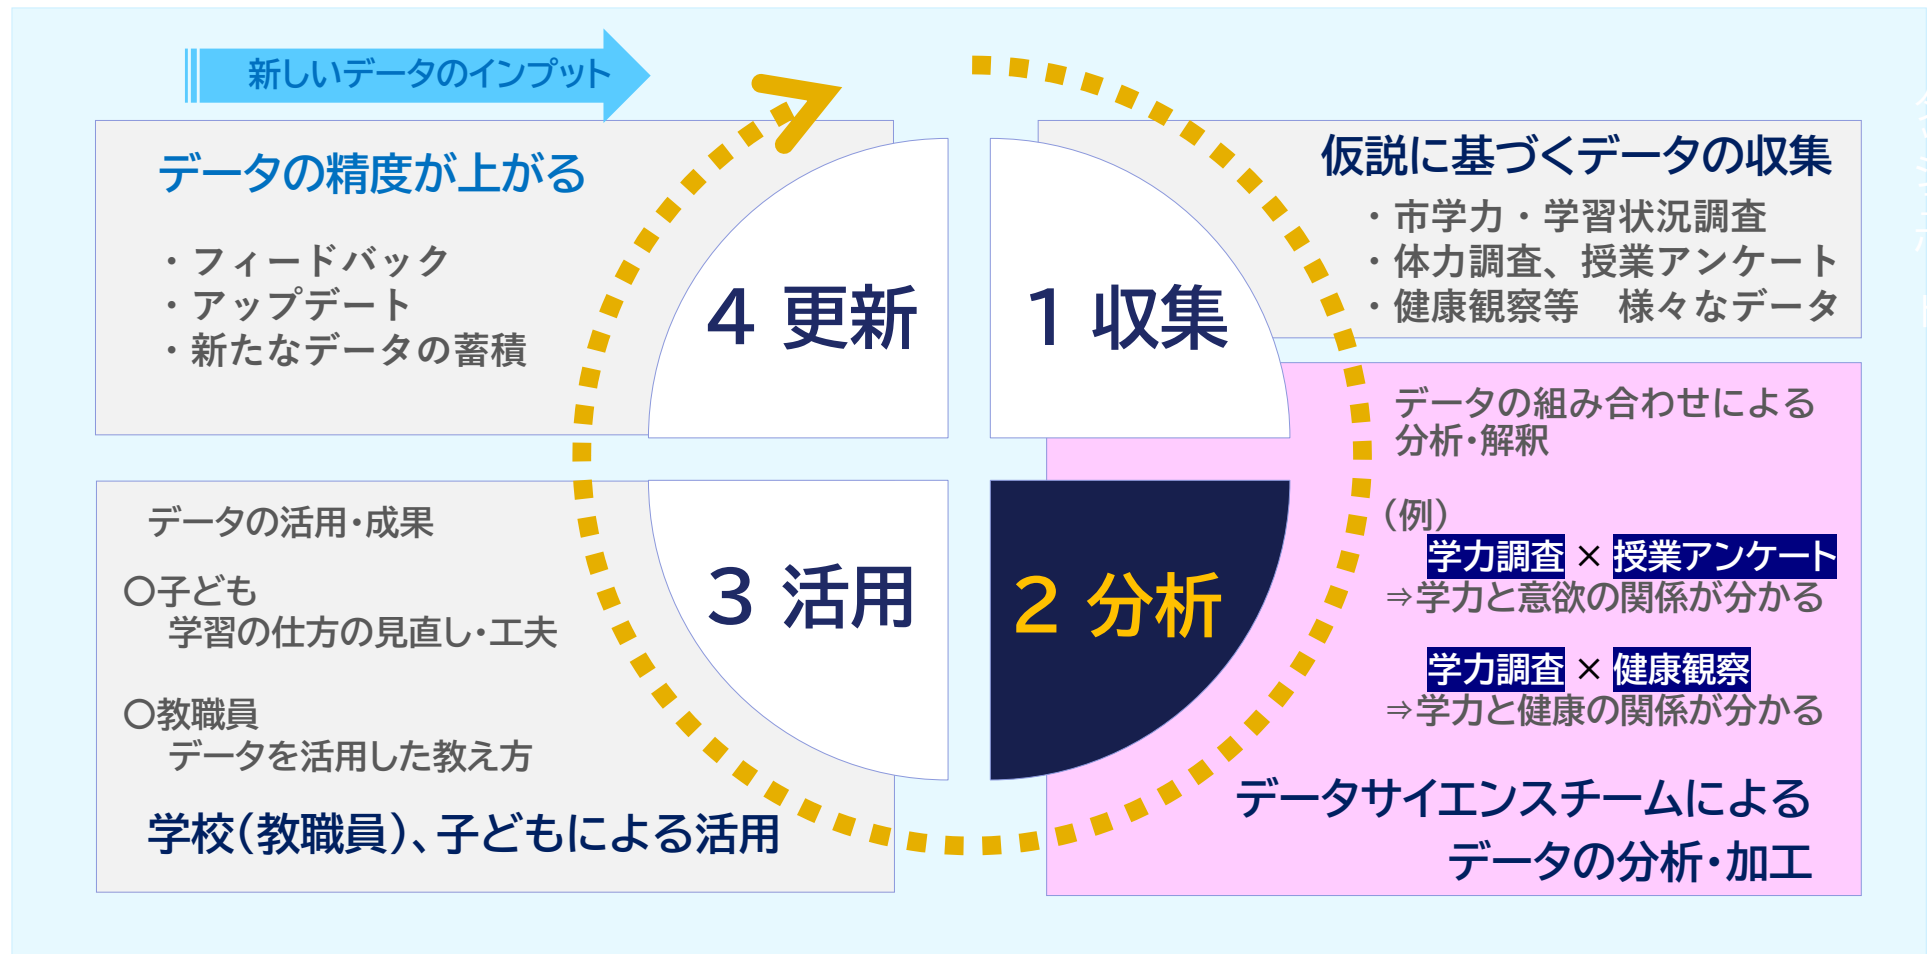 新しいデータのインプット
データの精度が上がる
・フィードバック
・アップデート
・新たなデータの蓄積
4 更新
1 収集
仮説に基づくデータの収集
・市学力・学習状況調査
・体力調査、授業アンケート
・健康観察等　様々なデータ
2 分析
データの組み合わせによる
分析・解釈
（例）
学力調査 × 授業アンケート
⇒学力と意欲の関係が分かる
学力調査 × 健康観察
⇒学力と健康の関係が分かる
データサイエンスチームによる
データの分析・加工
3 活用
データの活用・成果
〇子ども
学習の仕方の見直し・工夫
〇教職員
データを活用した教え方
学校（教職員）、子どもによる活用